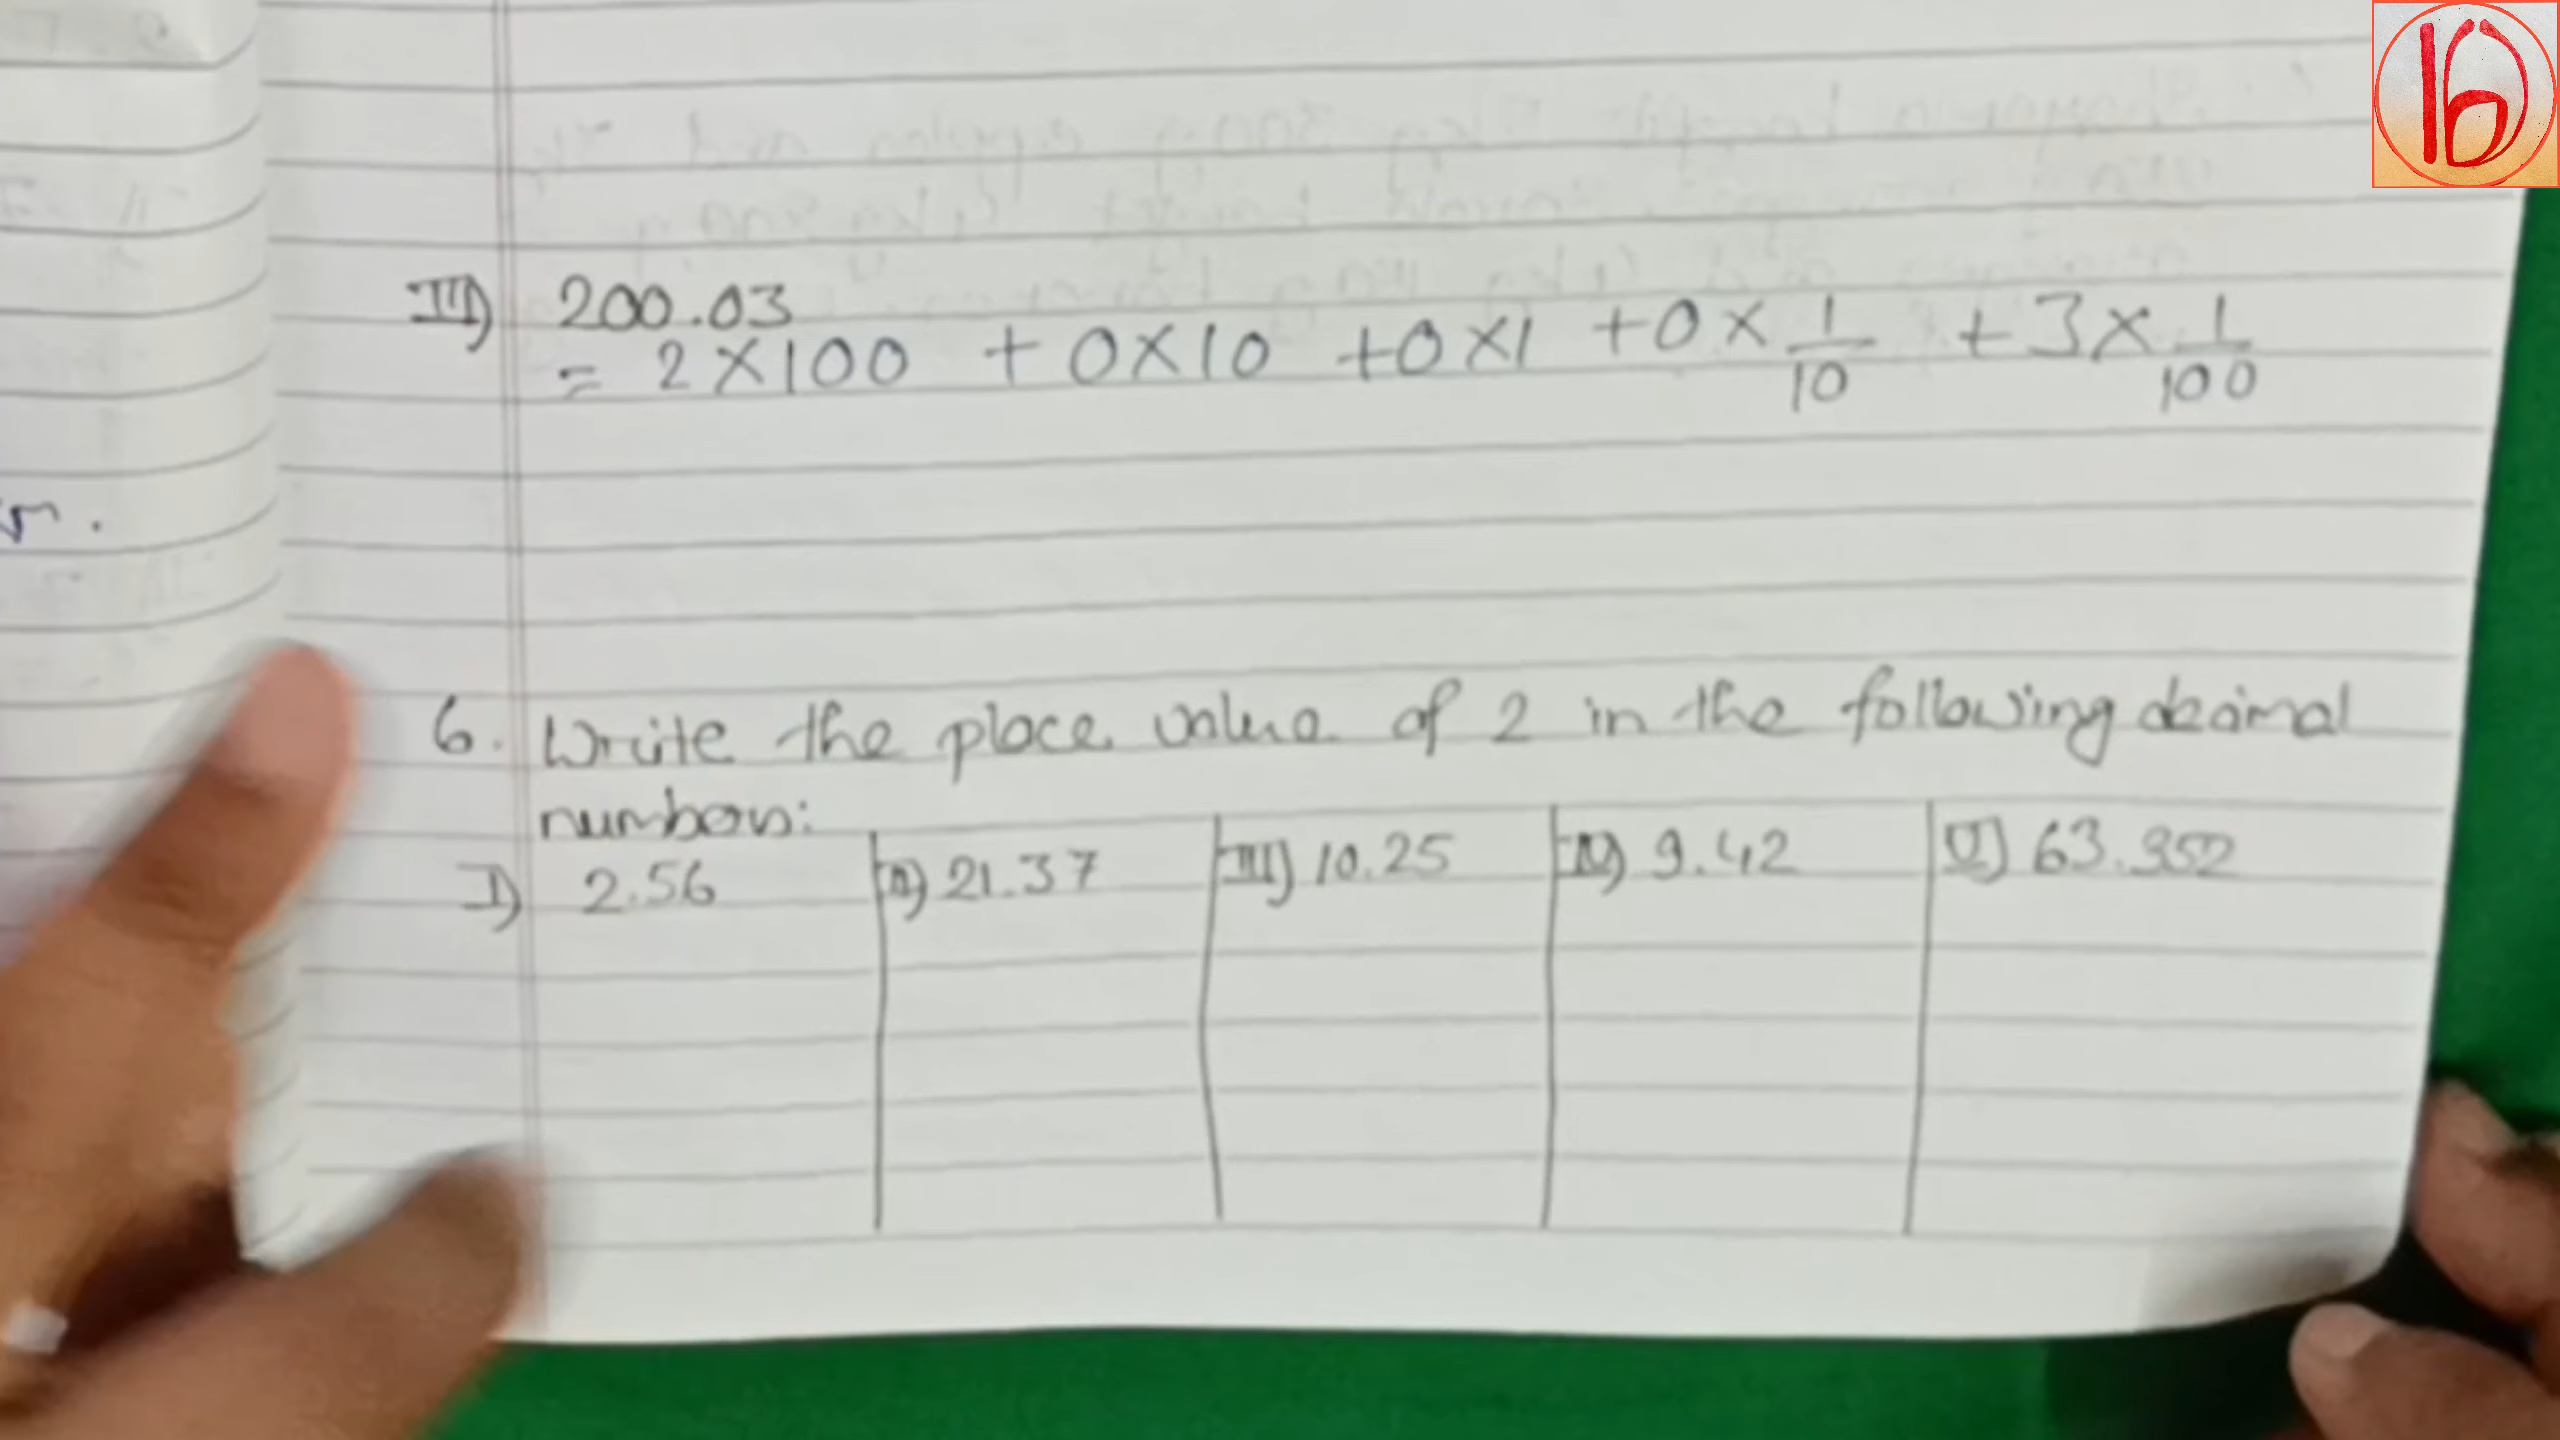 III) 200.03
= 2 × 100 + 0×10 + 0×1 + 0 × 1/10 + 3 × 1/100
6. Write the place value of 2 in the following decimal
numbers:
I) 2.56 II) 21.37 III) 10.25 IV) 9.42 V) 63.352